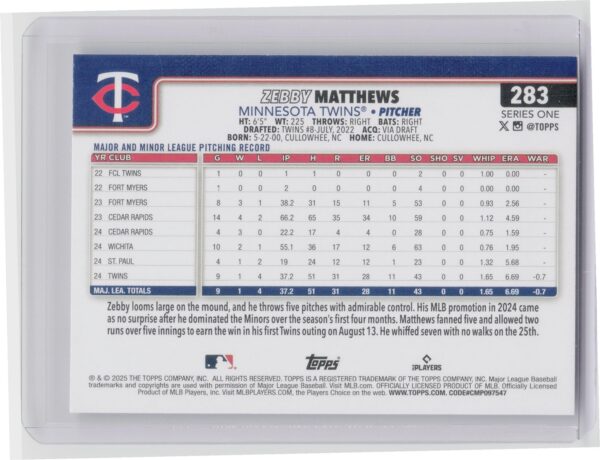 TC
283
ZEBBY MATTHEWS
MINNESOTA TWINS® • PITCHER
SERIES ONE
HT: 6'5" WT: 225 THROWS: RIGHT BATS: RIGHT
X @TOPPS
DRAFTED: TWINS #8-JULY, 2022 ACQ: VIA DRAFT
BORN: 5-22-00, CULLOWHEE, NC HOME: CULLOWHEE, NC
MAJOR AND MINOR LEAGUE PITCHING RECORD
YR CLUB G W L IP H R ER BB SO SHO SV WHIP ERA WAR
22 FCL TWINS 1 0 0 1 1 0 0 0 2 0 0 1.00 0.00 -
22 FORT MYERS 1 0 0 1 2 0 0 0 4 0 0 0.00 -
23 FORT MYERS 8 3 1 38.2 31 15 11 5 53 0 0 0.93 2.56 -
23 CEDAR RAPIDS 14 4 2 66.2 65 35 34 10 59 0 0 1.12 4.59 -
24 CEDAR RAPIDS 4 3 0 22.2 17 4 4 0 28 0 0 0.75 1.59 -
24 WICHITA 10 2 1 55.1 36 17 12 6 63 0 0 0.76 1.95 -
24 ST. PAUL 4 1 2 19 24 12 12 1 23 0 0 1.32 5.68 -
24 TWINS 9 1 4 37.2 51 31 28 11 43 0 0 1.65 6.69 -0.7
MAJ. LEA. TOTALS 9 1 4 37.2 51 31 28 11 43 0 0 1.65 6.69 -0.7
Zebby looms large on the mound, and he throws five pitches with admirable control. His MLB promotion in 2024 came
as no surprise after he dominated the Minors over the season's first four months. Matthews fanned five and allowed two
runs over five innings to earn the win in his first Twins outing on August 13. He whiffed seven with no walks on the 25th.
Topps
PLAYERS
® & © 2025 THE TOPPS COMPANY, INC. ALL RIGHTS RESERVED. TOPPS IS A REGISTERED TRADEMARK OF THE TOPPS COMPANY, INC. Major League Baseball
trademarks and copyrights are used with permission of Major League Baseball. Visit MLB.com. OFFICIALLY LICENSED PRODUCT OF MLB. Officially Licensed
Product of MLB Players, Inc. Visit MLBPLAYERS.COM, the Players Choice on the web. WWW.TOPPS.COM. CODE#CMP097547